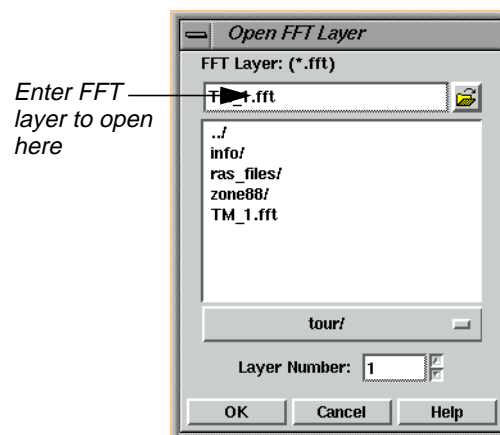 Open FFT Layer
FFT Layer: (*.fft)
Enter FFT
layer to open
here
TM_1.fft
../
info/
ras_files/
zone88/
TM_1.fft
tour/
Layer Number: 1
OK Cancel Help